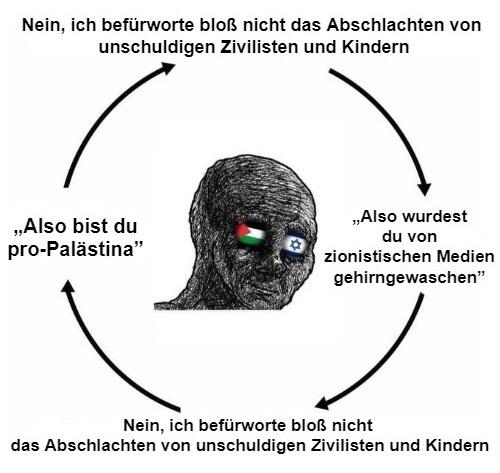 Nein, ich befürworte bloß nicht das Abschlachten von
unschuldigen Zivilisten und Kindern
„Also wurdest
du von
zionistischen Medien
gehirngewaschen”
Nein, ich befürworte bloß nicht
das Abschlachten von unschuldigen Zivilisten und Kindern
„Also bist du
pro-Palästina”